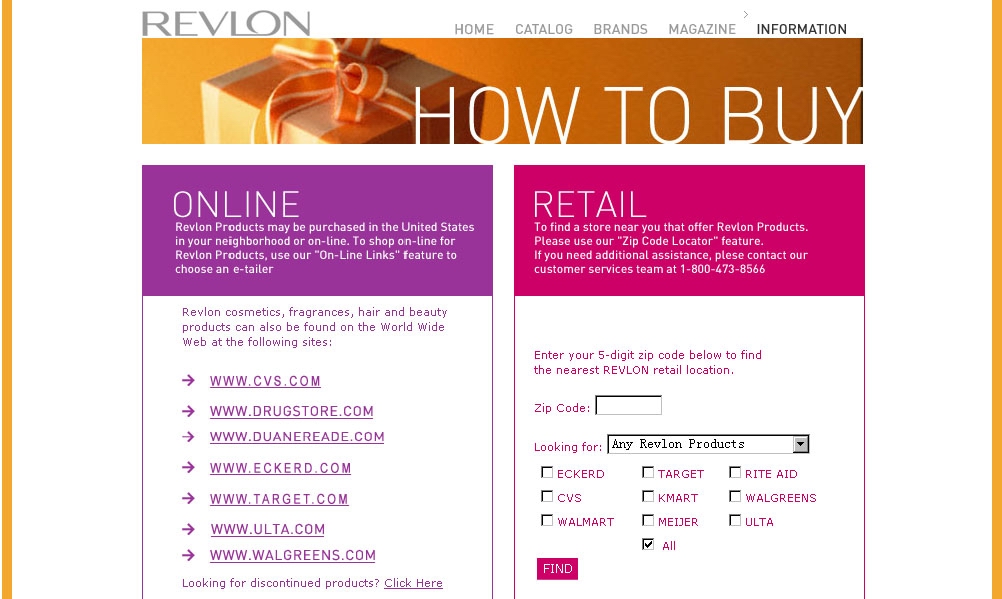 REVLON
HOME CATALOG BRANDS MAGAZINE INFORMATION
HOW TO BUY
ONLINE
Revlon Products may be purchased in the United States
in your neighborhood or on-line. To shop on-line for
Revlon Products, use our "On-Line Links" feature to
choose an e-tailer
Revlon cosmetics, fragrances, hair and beauty
products can also be found on the World Wide
Web at the following sites:
WWW.CVS.COM
WWW.DRUGSTORE.COM
WWW.DUANEREADE.COM
WWW.ECKERD.COM
WWW.TARGET.COM
WWW.ULTA.COM
WWW.WALGREENS.COM
Looking for discontinued products? Click Here
RETAIL
To find a store near you that offer Revlon Products.
Please use our "Zip Code Locator" feature.
If you need additional assistance, plese contact our
customer services team at 1-800-473-8566
Enter your 5-digit zip code below to find
the nearest REVLON retail location.
Zip Code:
Looking for: Any Revlon Products
ECKERD TARGET RITE AID
CVS KMART WALGREENS
WALMART MEIJER ULTA
All
FIND